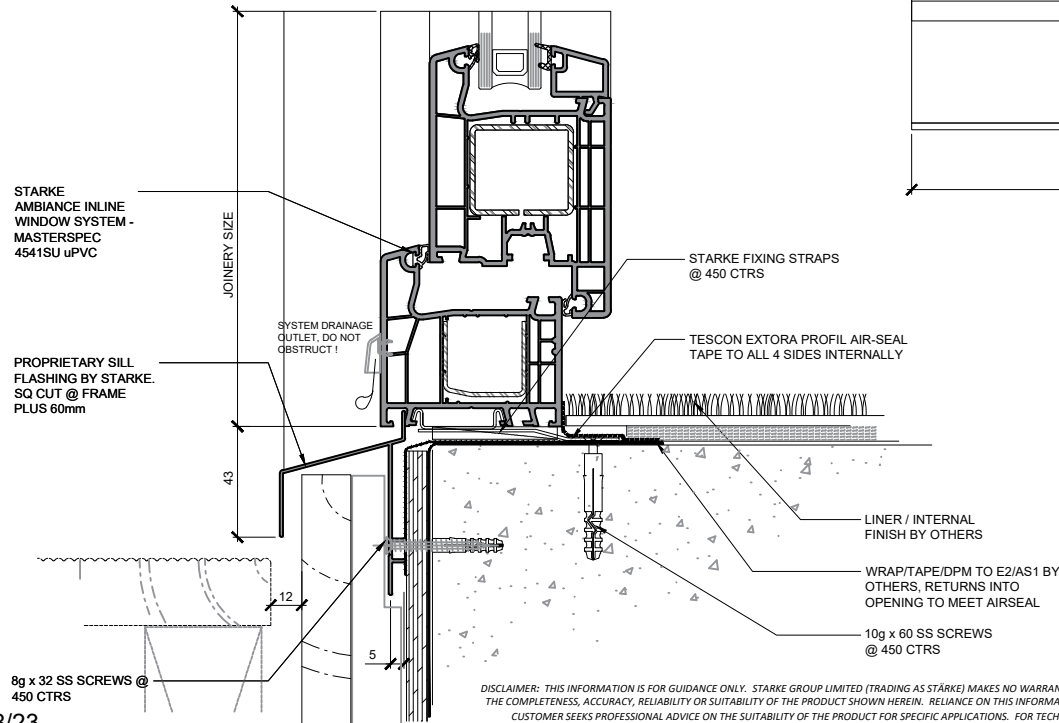 STARKE
AMBIANCE INLINE
WINDOW SYSTEM -
MASTERSPEC
4541SU uPVC
JOINERY SIZE
SYSTEM DRAINAGE
OUTLET, DO NOT
OBSTRUCT !
PROPRIETARY SILL
FLASHING BY STARKE.
SQ CUT @ FRAME
PLUS 60mm
43
12
5
8g x 32 SS SCREWS @
450 CTRS
STARKE FIXING STRAPS
@ 450 CTRS
TESCON EXTORA PROFIL AIR-SEAL
TAPE TO ALL 4 SIDES INTERNALLY
LINER / INTERNAL
FINISH BY OTHERS
WRAP/TAPE/DPM TO E2/AS1 BY
OTHERS, RETURNS INTO
OPENING TO MEET AIRSEAL
10g x 60 SS SCREWS
@ 450 CTRS
DISCLAIMER: THIS INFORMATION IS FOR GUIDANCE ONLY. STARKE GROUP LIMITED (TRADING AS STÄRKE) MAKES NO WARRAN
THE COMPLETENESS, ACCURACY, RELIABILITY OR SUITABILITY OF THE PRODUCT SHOWN HEREIN. RELIANCE ON THIS INFORMA
CUSTOMER SEEKS PROFESSIONAL ADVICE ON THE SUITABILITY OF THE PRODUCT FOR SPECIFIC APPLICATIONS. FOR TECH